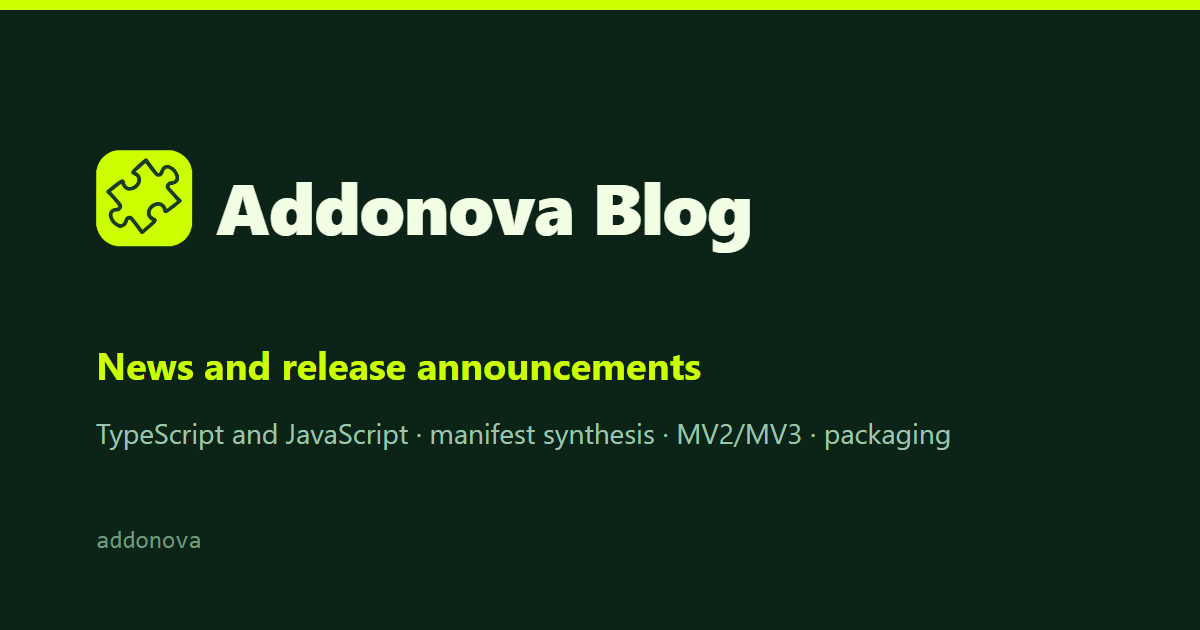 Addonova Blog
News and release announcements
TypeScript and JavaScript · manifest synthesis · MV2/MV3 · packaging
addonova